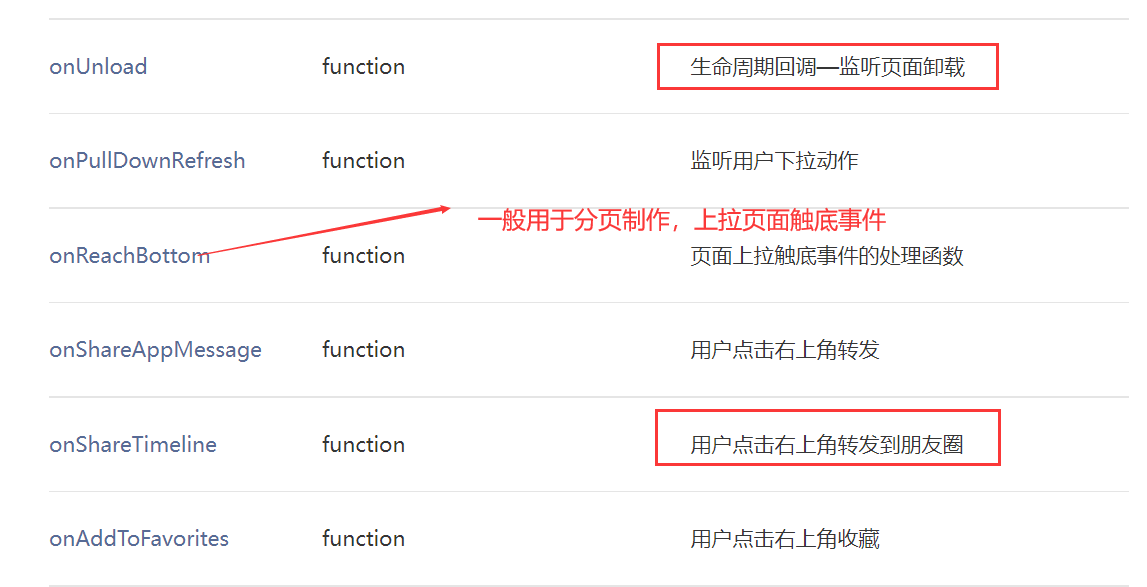 onUnload function 生命周期回调—监听页面卸载
onPullDownRefresh function 监听用户下拉动作
一般用于分页制作，上拉页面触底事件
onReachBottom function 页面上拉触底事件的处理函数
onShareAppMessage function 用户点击右上角转发
onShareTimeline function 用户点击右上角转发到朋友圈
onAddToFavorites function 用户点击右上角收藏